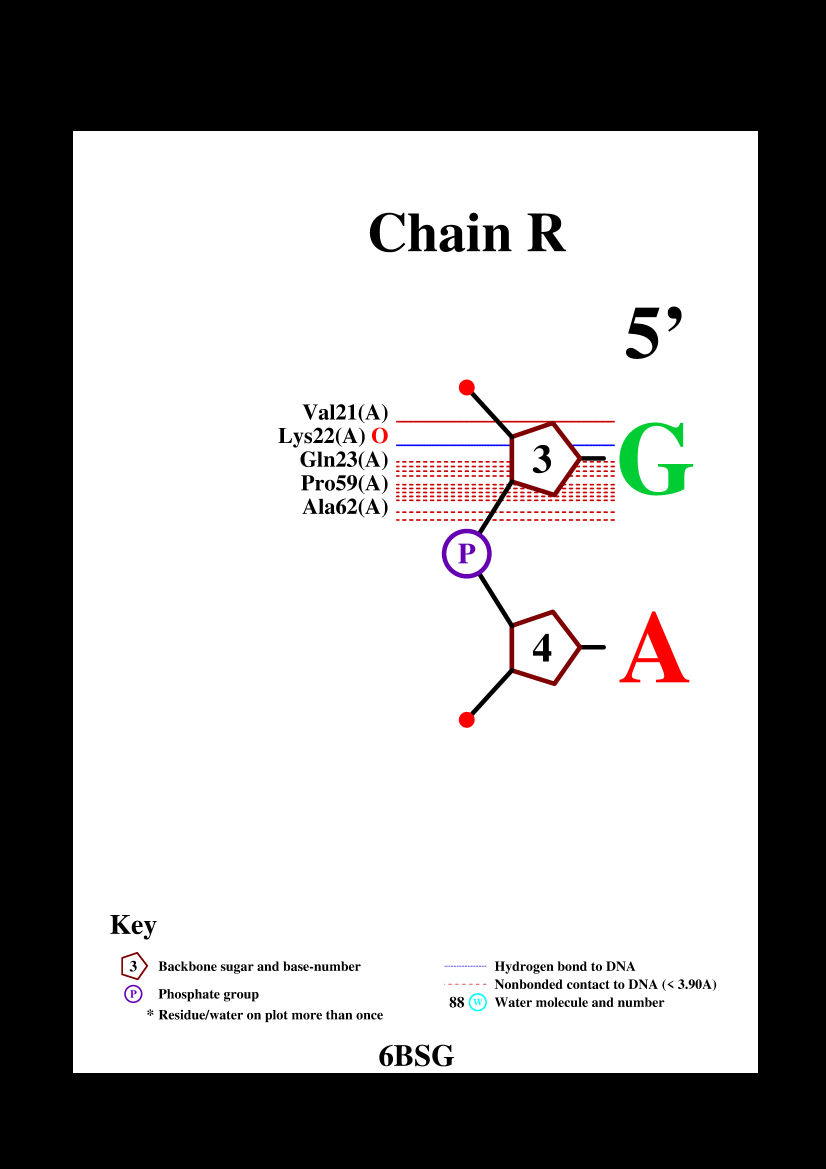 Chain R
5’
Val21(A)
Lys22(A) O
Gln23(A)
Pro59(A)
Ala62(A)
3
G
P
4
A
Key
3 Backbone sugar and base-number
P Phosphate group
* Residue/water on plot more than once
Hydrogen bond to DNA
Nonbonded contact to DNA (< 3.90A)
88 W Water molecule and number
6BSG